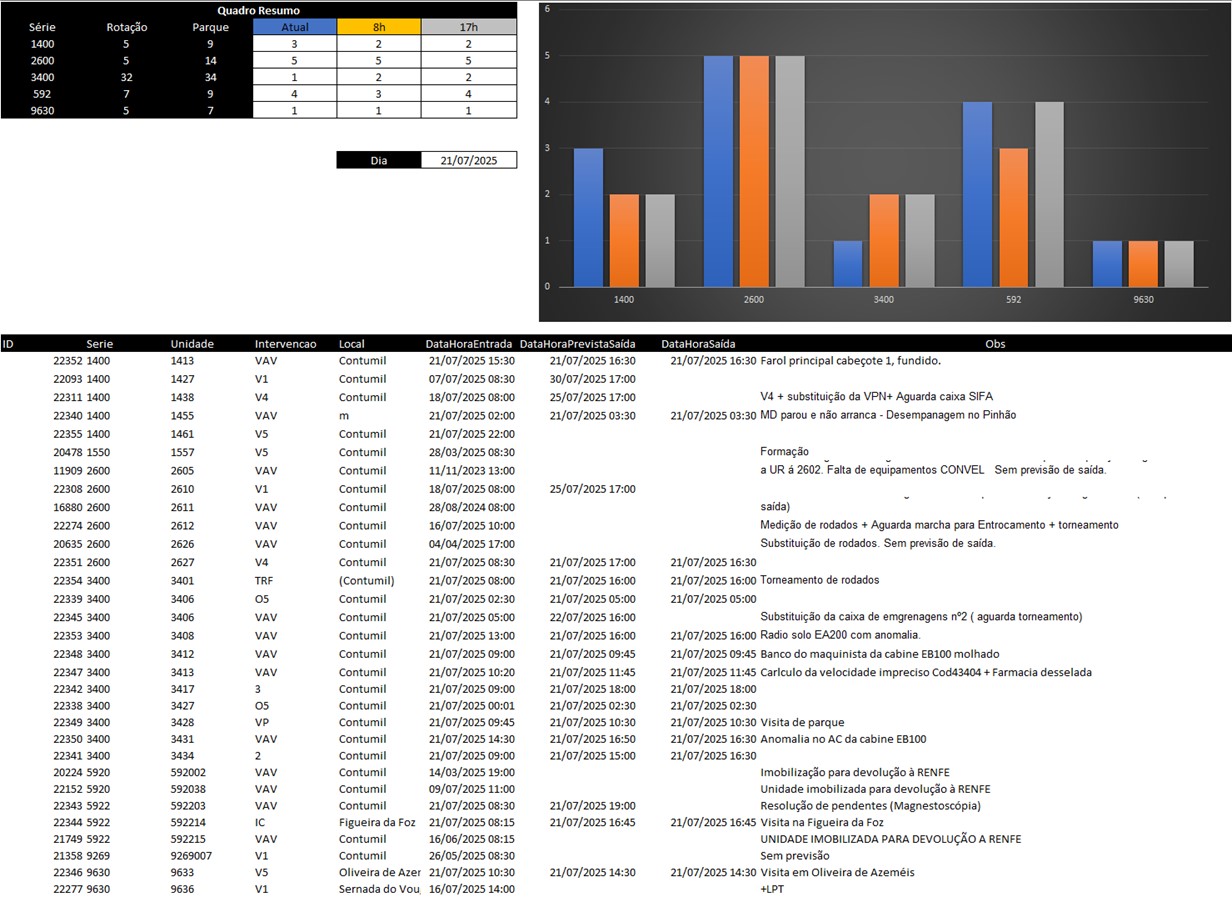 Quadro Resumo
Série Rotação Parque Atual 8h 17h
1400 5 9 3 2 2
2600 5 14 5 5 5
3400 32 34 1 2 2
592 7 9 4 3 4
9630 5 7 1 1 1
Dia 21/07/2025
6
5
4
3
2
1
0
1400 2600 3400 592 9630
ID Serie Unidade Intervencao Local DataHoraEntrada DataHoraPrevistaSaída DataHoraSaída Obs
22352 1400 1413 VAV Contumil 21/07/2025 15:30 21/07/2025 16:30 21/07/2025 16:30 Farol principal cabeçote 1, fundido.
22093 1400 1427 V1 Contumil 07/07/2025 08:30 30/07/2025 17:00
22311 1400 1438 V4 Contumil 18/07/2025 08:00 25/07/2025 17:00 V4 + substituição da VPN+ Aguarda caixa SIFA
22340 1400 1455 VAV m 21/07/2025 02:00 21/07/2025 03:30 21/07/2025 03:30 MD parou e não arranca - Desempanagem no Pinhão
22355 1400 1461 V5 Contumil 21/07/2025 22:00
20478 1550 1557 V5 Contumil 28/03/2025 08:30 Formação
11909 2600 2605 VAV Contumil 11/11/2023 13:00 a UR á 2602. Falta de equipamentos CONVEL Sem previsão de saída.
22308 2600 2610 V1 Contumil 18/07/2025 08:00 25/07/2025 17:00
16880 2600 2611 VAV Contumil 28/08/2024 08:00 saída)
22274 2600 2612 VAV Contumil 16/07/2025 10:00 Medição de rodados + Aguarda marcha para Entrocamento + torneamento
20635 2600 2626 VAV Contumil 04/04/2025 17:00 Substituição de rodados. Sem previsão de saída.
22351 2600 2627 V4 Contumil 21/07/2025 08:30 21/07/2025 17:00 21/07/2025 16:30
22354 3400 3401 TRF (Contumil) 21/07/2025 08:00 21/07/2025 16:00 21/07/2025 16:00 Torneamento de rodados
22339 3400 3406 O5 Contumil 21/07/2025 02:30 21/07/2025 05:00 21/07/2025 05:00
22345 3400 3406 VAV Contumil 21/07/2025 05:00 22/07/2025 16:00 Substituição da caixa de emgrenagens nº2 ( aguarda torneamento)
22353 3400 3408 VAV Contumil 21/07/2025 13:00 21/07/2025 16:00 21/07/2025 16:00 Radio solo EA200 com anomalia.
22348 3400 3412 VAV Contumil 21/07/2025 09:00 21/07/2025 09:45 21/07/2025 09:45 Banco do maquinista da cabine EB100 molhado
22347 3400 3413 VAV Contumil 21/07/2025 10:20 21/07/2025 11:45 21/07/2025 11:45 Carlculo da velocidade impreciso Cod43404 + Farmacia desselada
22342 3400 3417 3 Contumil 21/07/2025 09:00 21/07/2025 18:00 21/07/2025 18:00
22338 3400 3427 O5 Contumil 21/07/2025 00:01 21/07/2025 02:30 21/07/2025 02:30
22349 3400 3428 VP Contumil 21/07/2025 09:45 21/07/2025 10:30 21/07/2025 10:30 Visita de parque
22350 3400 3431 VAV Contumil 21/07/2025 14:30 21/07/2025 16:50 21/07/2025 16:30 Anomalia no AC da cabine EB100
22341 3400 3434 2 Contumil 21/07/2025 09:00 21/07/2025 15:00 21/07/2025 16:30
20224 5920 592002 VAV Contumil 14/03/2025 19:00 Imobilização para devolução à RENFE
22152 5920 592038 VAV Contumil 09/07/2025 11:00 Unidade imobilizada para devolução à RENFE
22343 5922 592203 VAV Contumil 21/07/2025 08:30 21/07/2025 19:00 Resolução de pendentes (Magnestoscópia)
22344 5922 592214 IC Figueira da Foz 21/07/2025 08:15 21/07/2025 16:45 21/07/2025 16:45 Visita na Figueira da Foz
21749 5922 592215 VAV Contumil 16/06/2025 08:15 UNIDADE IMOBILIZADA PARA DEVOLUÇÃO A RENFE
21358 9269 9269007 V1 Contumil 26/05/2025 08:30 Sem previsão
22346 9630 9633 V5 Oliveira de Azer 21/07/2025 10:30 21/07/2025 14:30 21/07/2025 14:30 Visita em Oliveira de Azeméis
22277 9630 9636 V1 Sernada do Vou 16/07/2025 14:00 +LPT